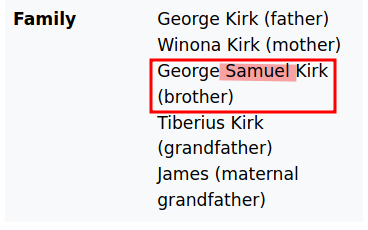 Family
George Kirk (father)
Winona Kirk (mother)
George Samuel Kirk
(brother)
Tiberius Kirk
(grandfather)
James (maternal
grandfather)